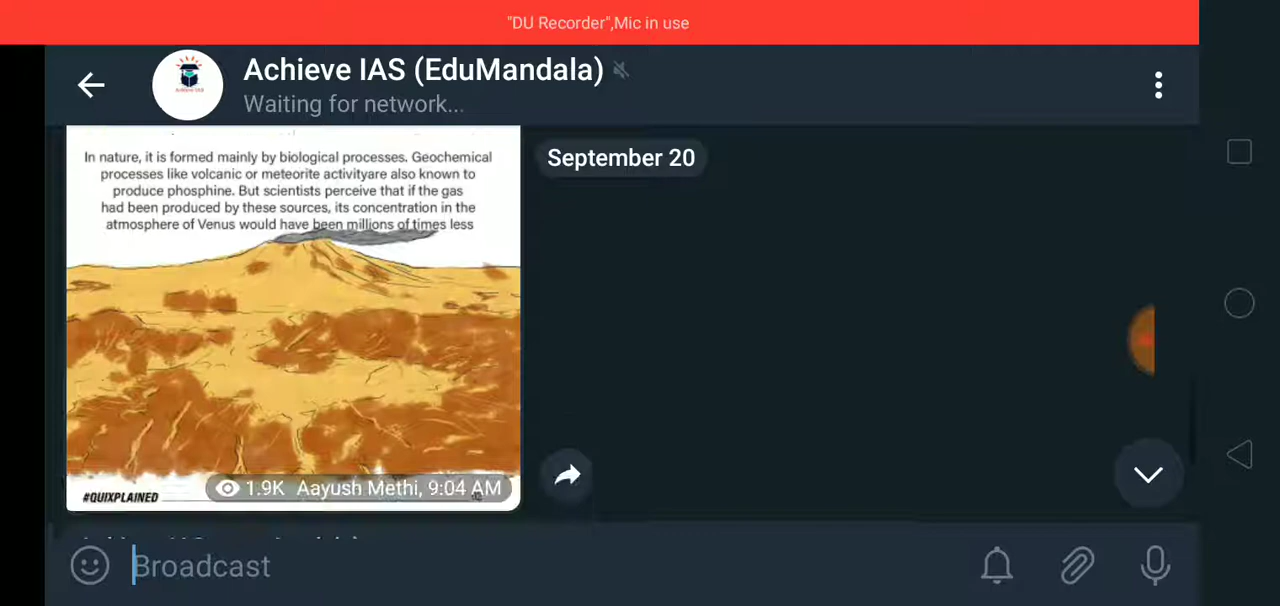 "DU Recorder",Mic in use
Achieve IAS (EduMandala)
Waiting for network...
In nature, it is formed mainly by biological processes. Geochemical
processes like volcanic or meteorite activityare also known to
produce phosphine. But scientists perceive that if the gas
had been produced by these sources, its concentration in the
atmosphere of Venus would have been millions of times less
September 20
#QUIXPLAINED
1.9K Aayush Methi, 9:04 AM
Broadcast